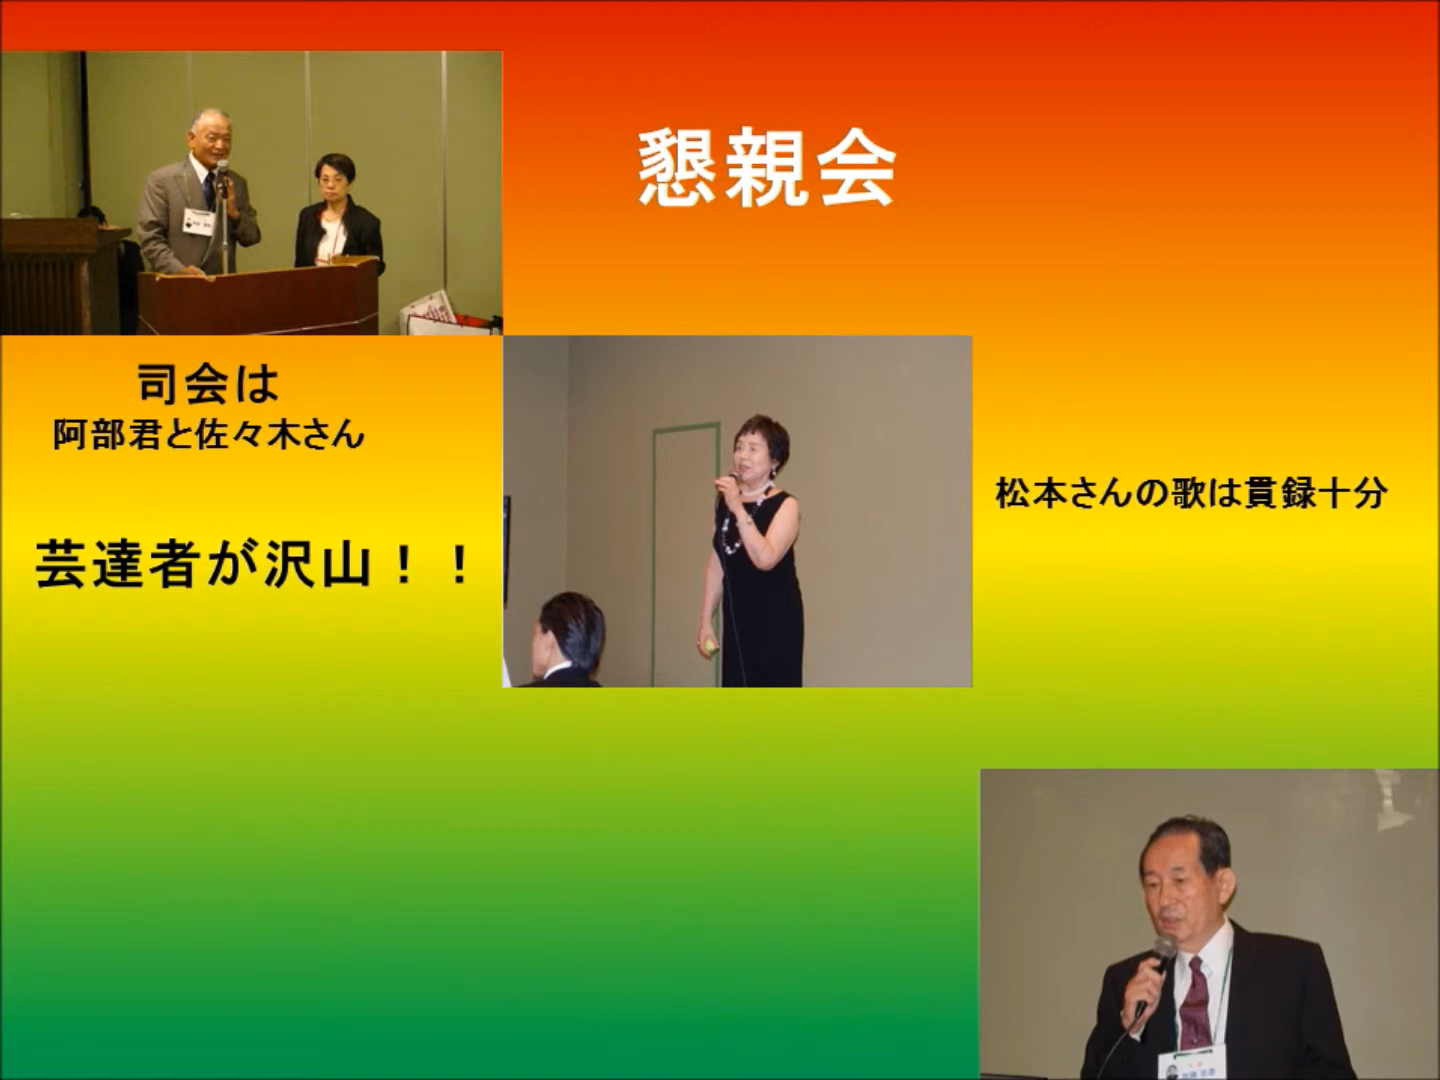 懇親会
司会は
阿部君と佐々木さん
芸達者が沢山！！
松本さんの歌は貫録十分